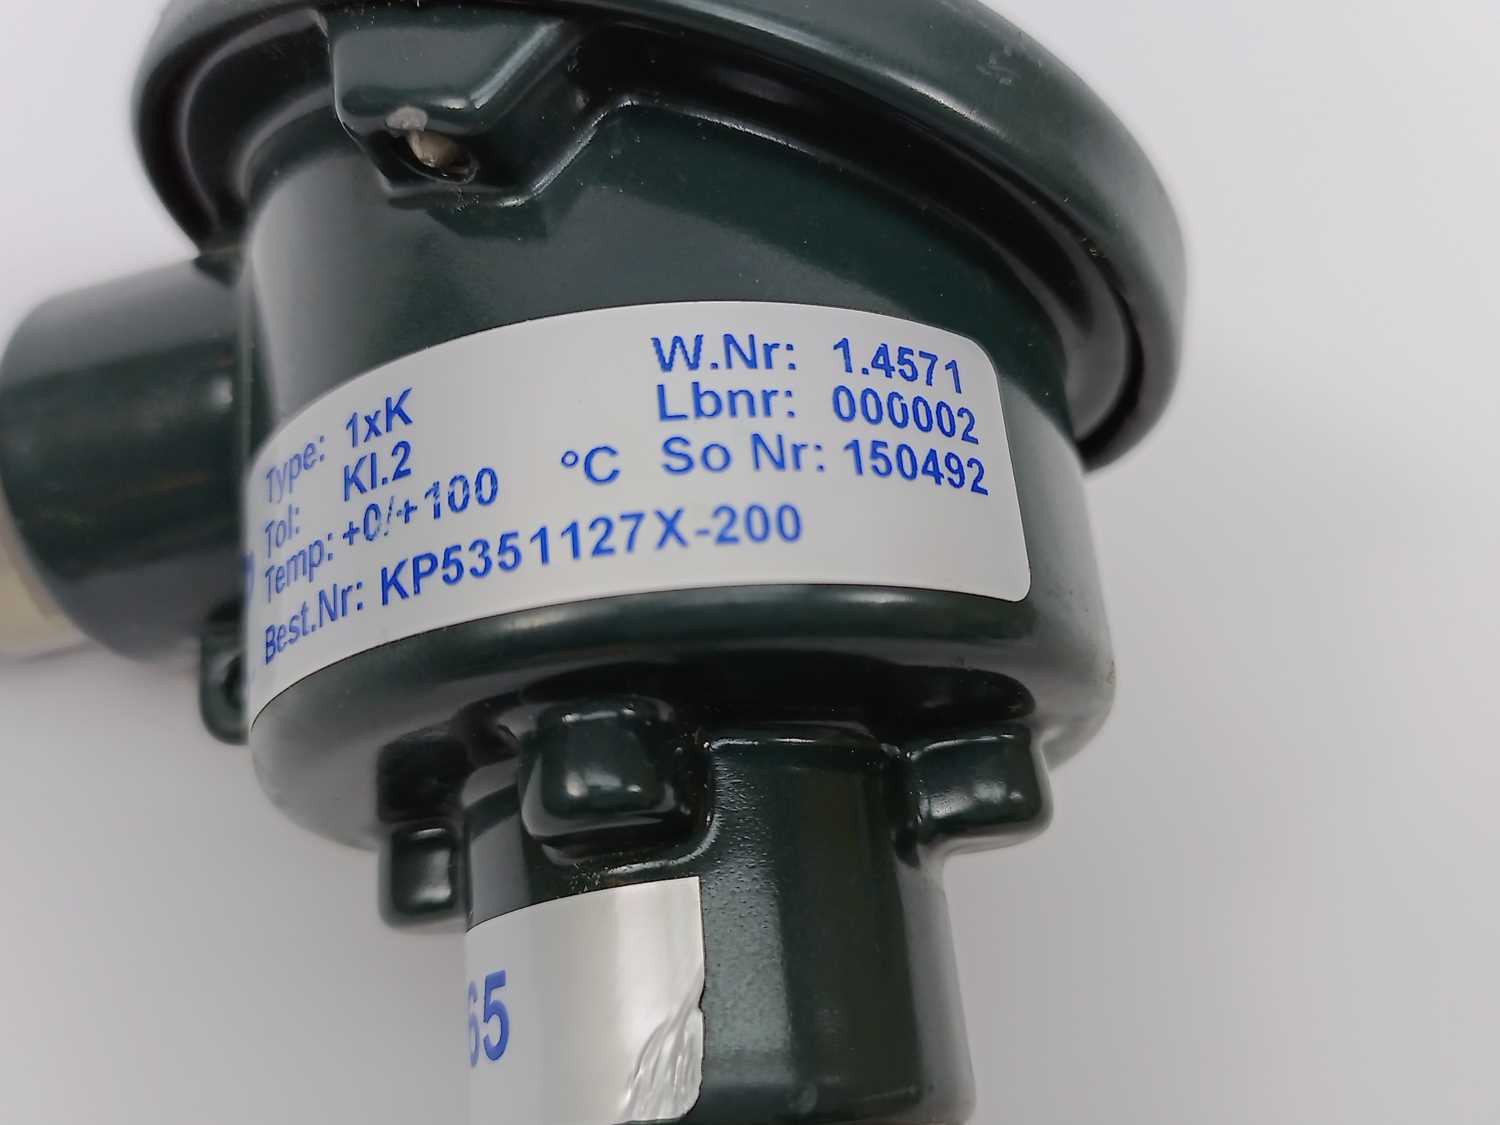 Type: 1xK
Tol: Kl.2
Temp: +0/+100 °C
Best.Nr: KP5351127X-200
W.Nr: 1.4571
Lbnr: 000002
So Nr: 150492
65